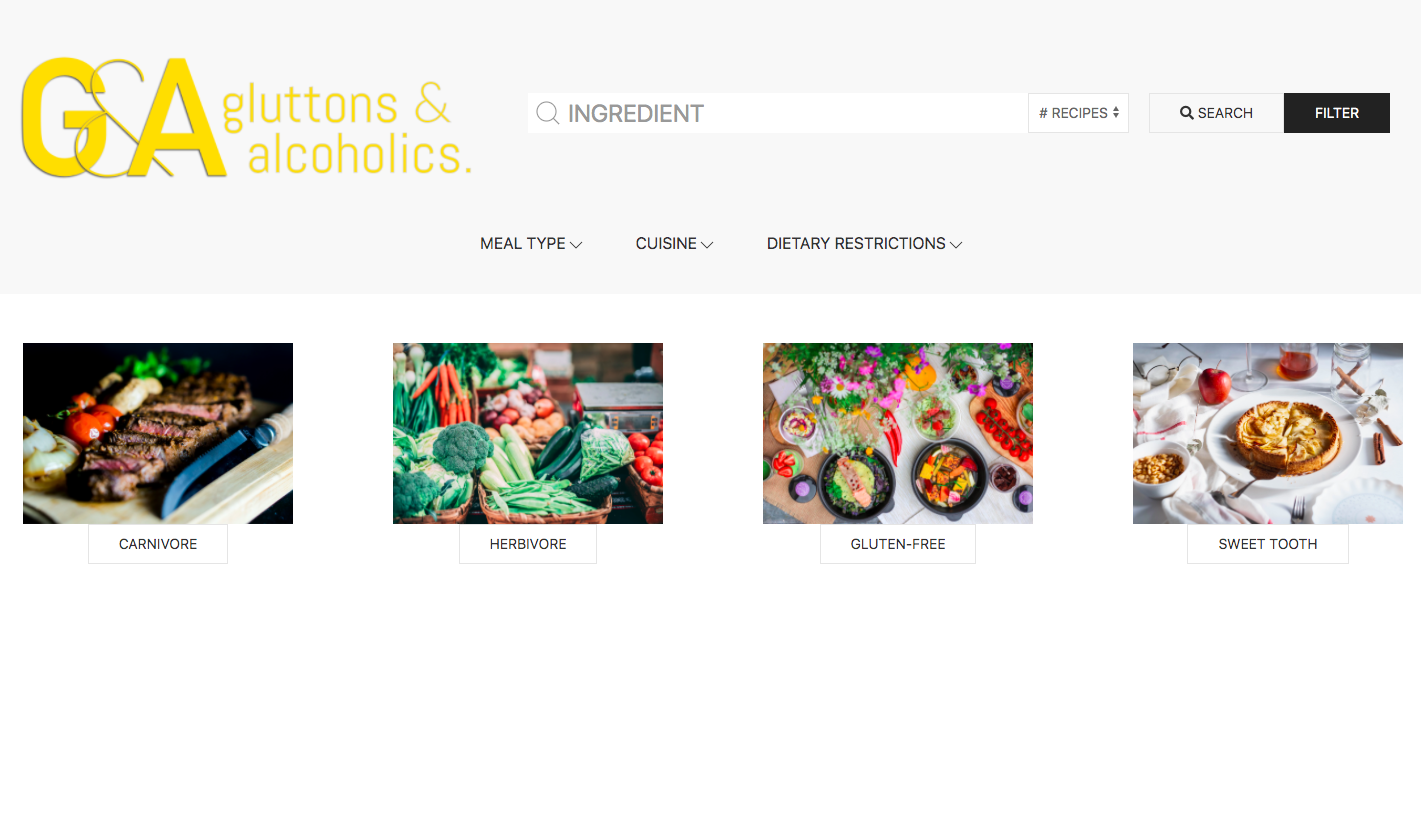 G&A gluttons &
alcoholics.
INGREDIENT # RECIPES SEARCH FILTER
MEAL TYPE CUISINE DIETARY RESTRICTIONS
CARNIVORE HERBIVORE GLUTEN-FREE SWEET TOOTH